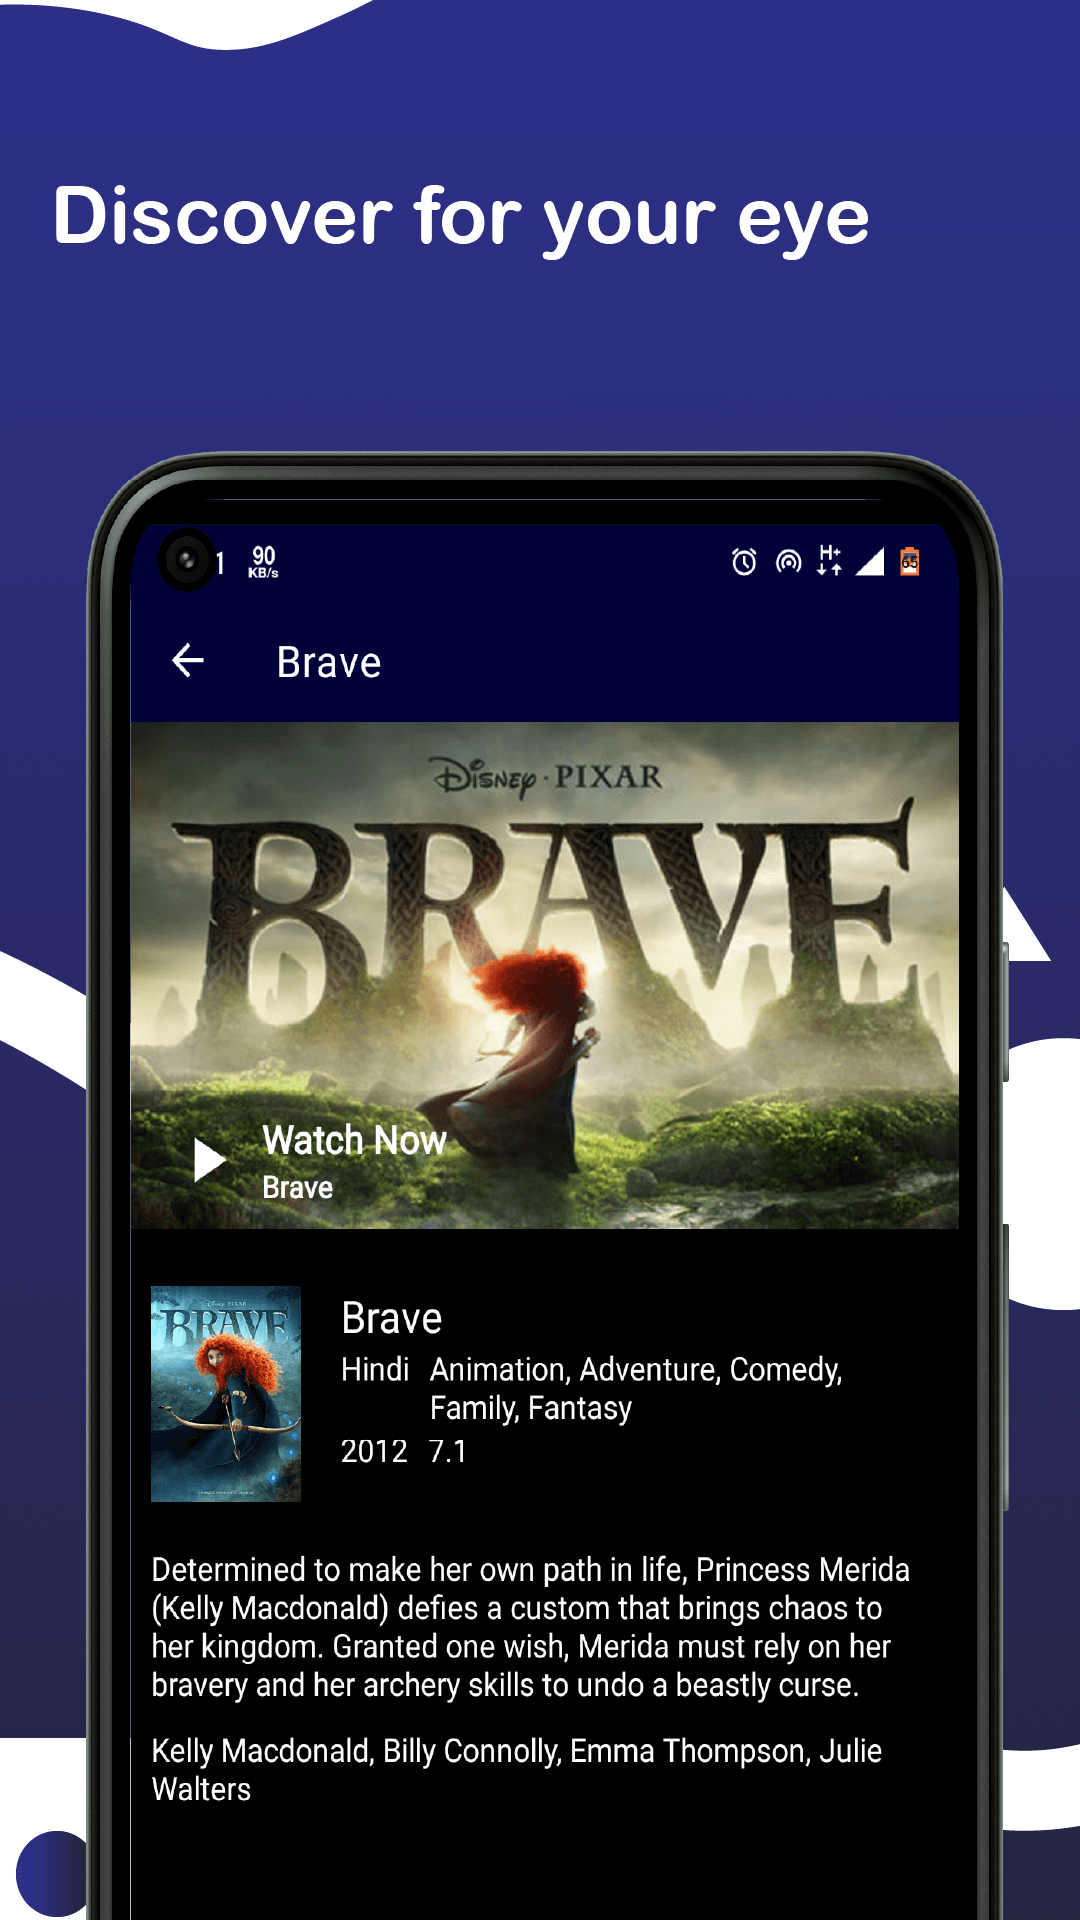 Discover for your eye
1 90
KB/s
H+
65
Brave
Disney · PIXAR
BRAVE
Watch Now
Brave
Disney PIXAR
BRAVE
Brave
Hindi Animation, Adventure, Comedy,
Family, Fantasy
2012 7.1
Determined to make her own path in life, Princess Merida
(Kelly Macdonald) defies a custom that brings chaos to
her kingdom. Granted one wish, Merida must rely on her
bravery and her archery skills to undo a beastly curse.
Kelly Macdonald, Billy Connolly, Emma Thompson, Julie
Walters